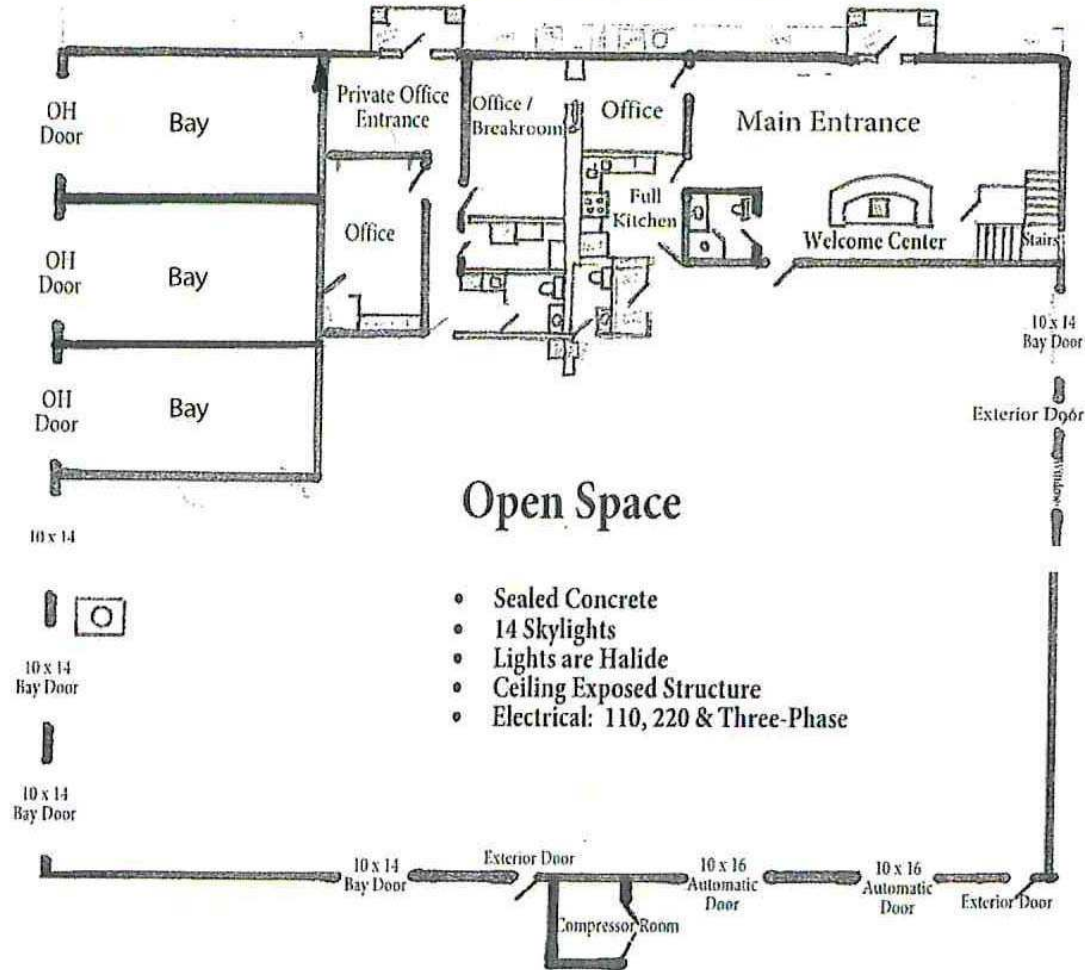 OH
Door
Bay
Private Office
Entrance
Office /
Breakroom
Office
Main Entrance
Full
Kitchen
Welcome Center
Stairs
OH
Door
Bay
Office
10 x 14
Bay Door
OH
Door
Bay
Exterior Door
Window
Open Space
10 x 14
• Sealed Concrete
• 14 Skylights
• Lights are Halide
• Ceiling Exposed Structure
• Electrical: 110, 220 & Three-Phase
10 x 14
Bay Door
10 x 14
Bay Door
10 x 14
Bay Door
Exterior Door
10 x 16
Automatic
Door
10 x 16
Automatic
Door
Exterior Door
Compressor Room